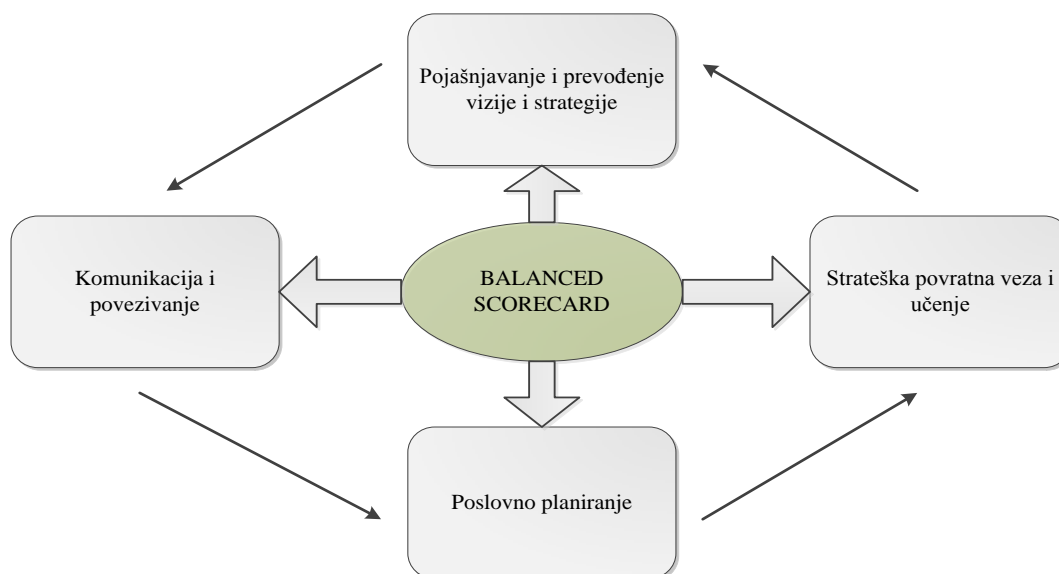 Pojašnjavanje i prevođenje
vizije i strategije
Komunikacija i
povezivanje
BALANCED
SCORECARD
Strateška povratna veza i
učenje
Poslovno planiranje